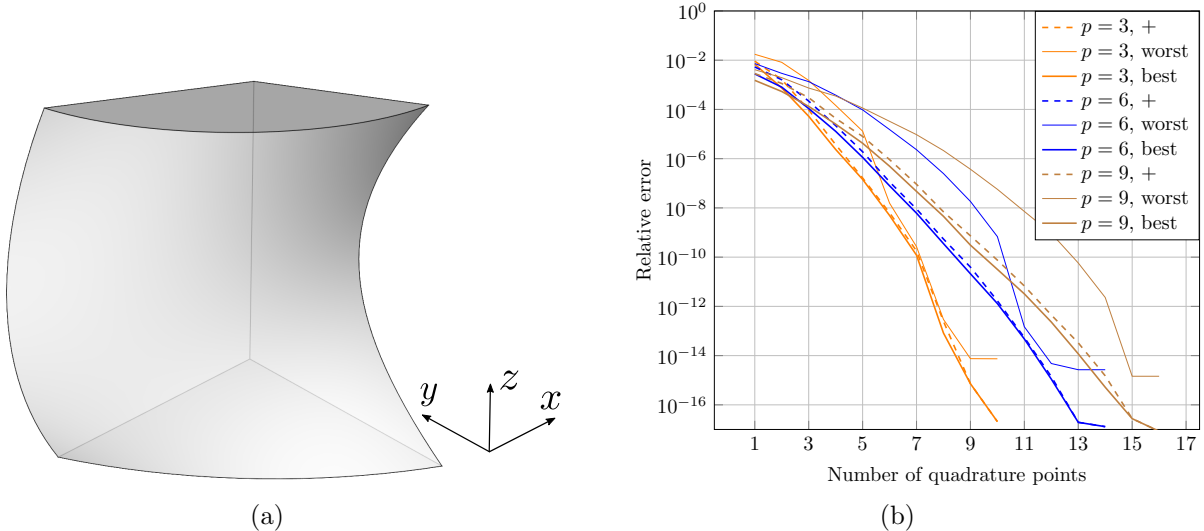 y
z
x
(a)
10^0
10^−2
10^−4
10^−6
10^−8
10^−10
10^−12
10^−14
10^−16
Relative error
1 3 5 7 9 11 13 15 17
Number of quadrature points
p = 3, +
p = 3, worst
p = 3, best
p = 6, +
p = 6, worst
p = 6, best
p = 9, +
p = 9, worst
p = 9, best
(b)